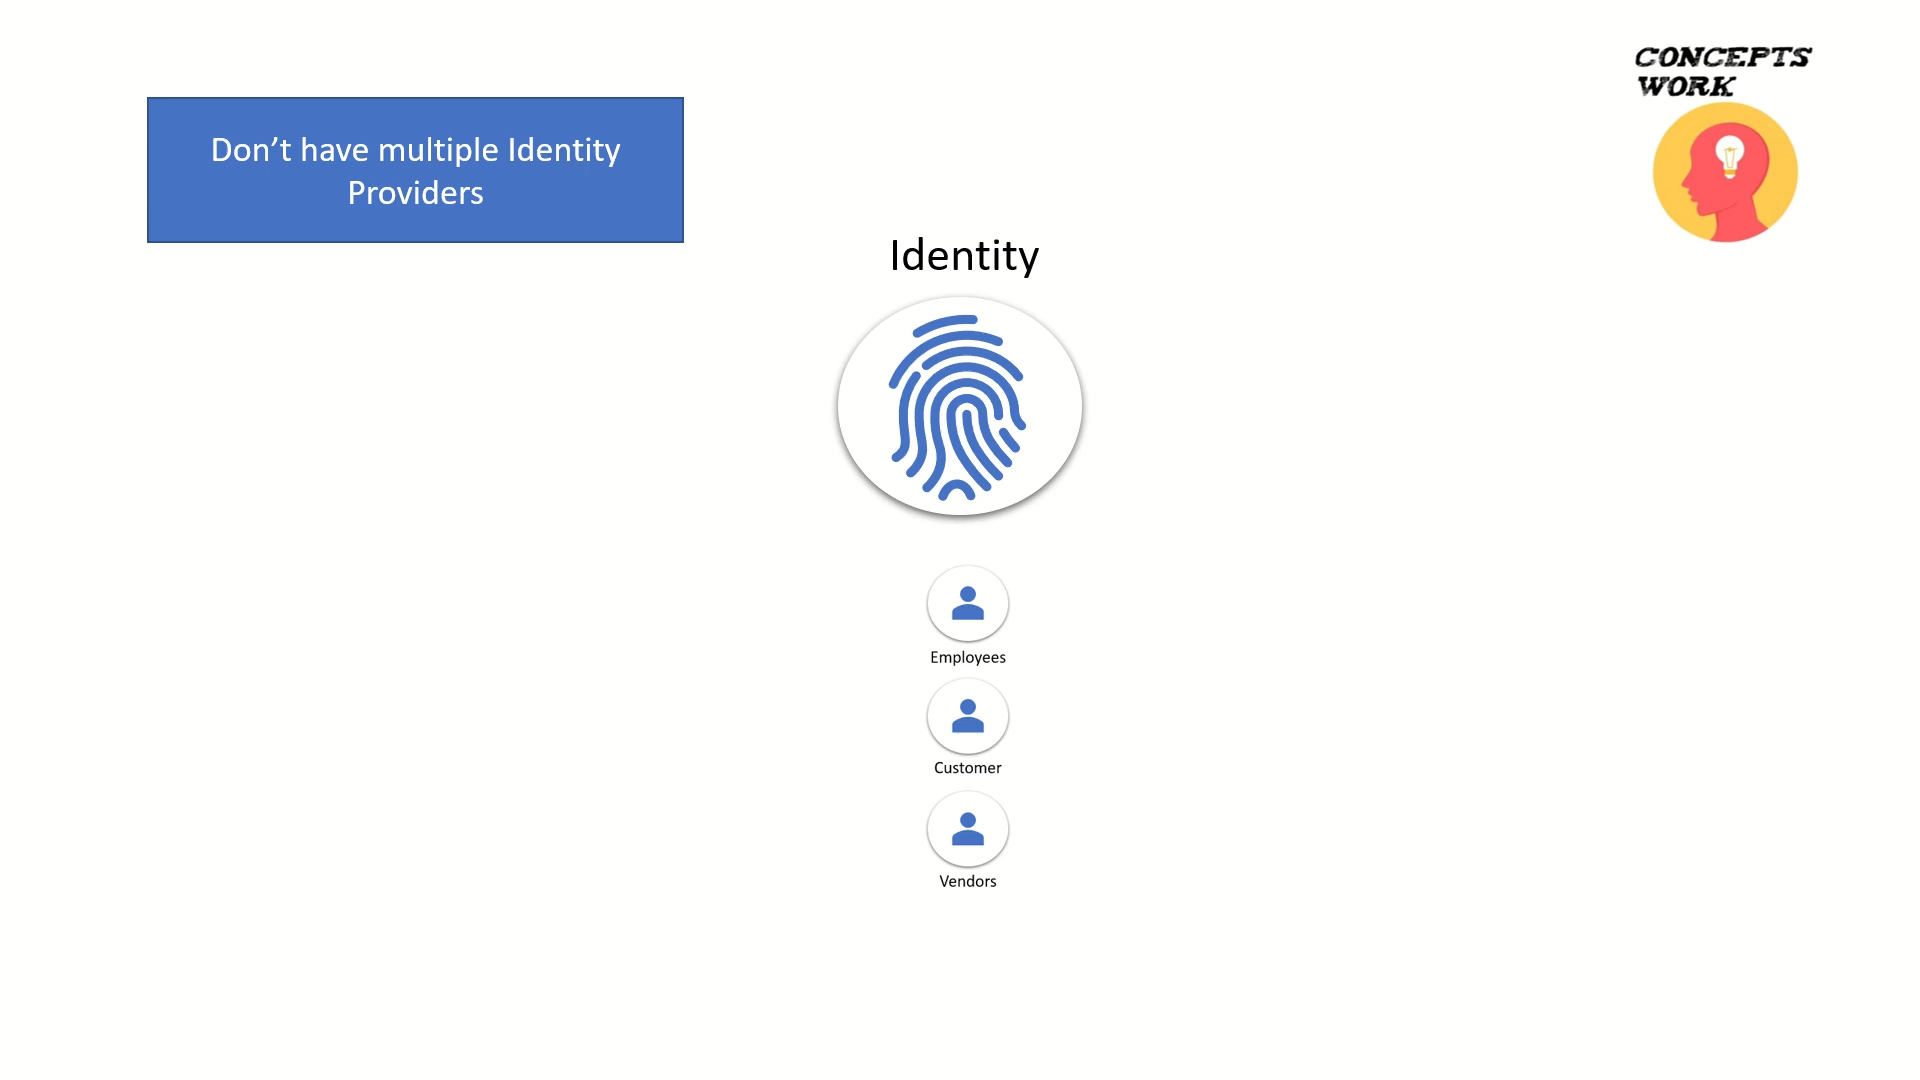 CONCEPTS
WORK
Don’t have multiple Identity
Providers
Identity
Employees
Customer
Vendors